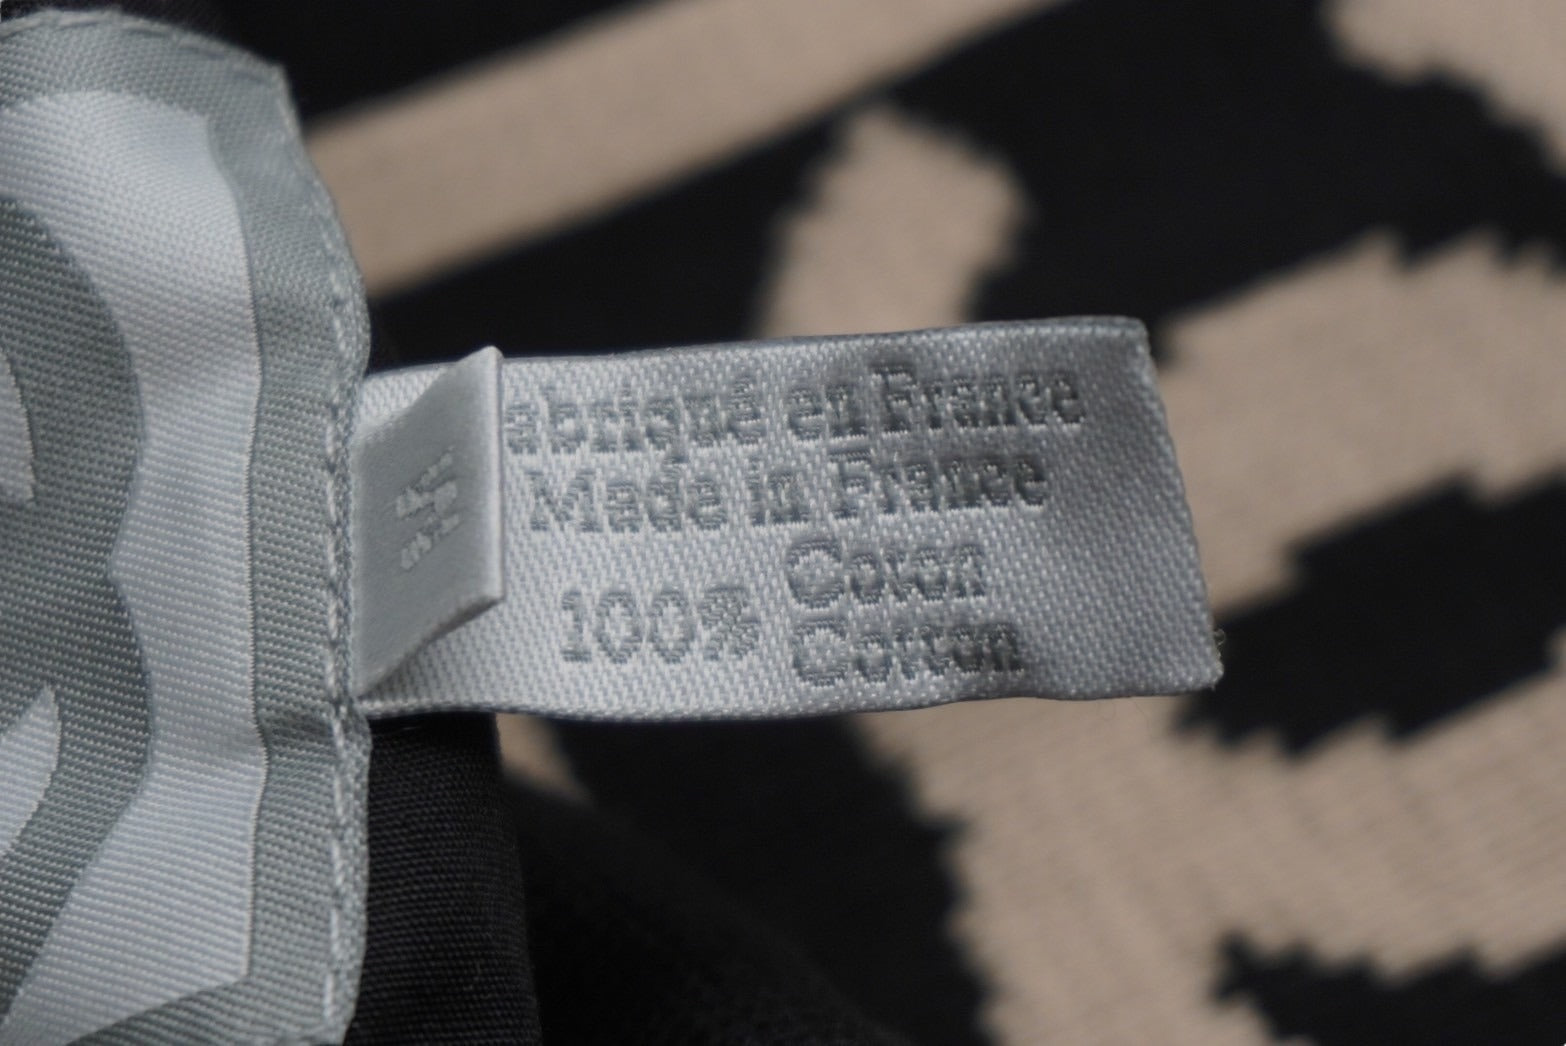 abriqué en France
Made in France
100% Coton
Cotton